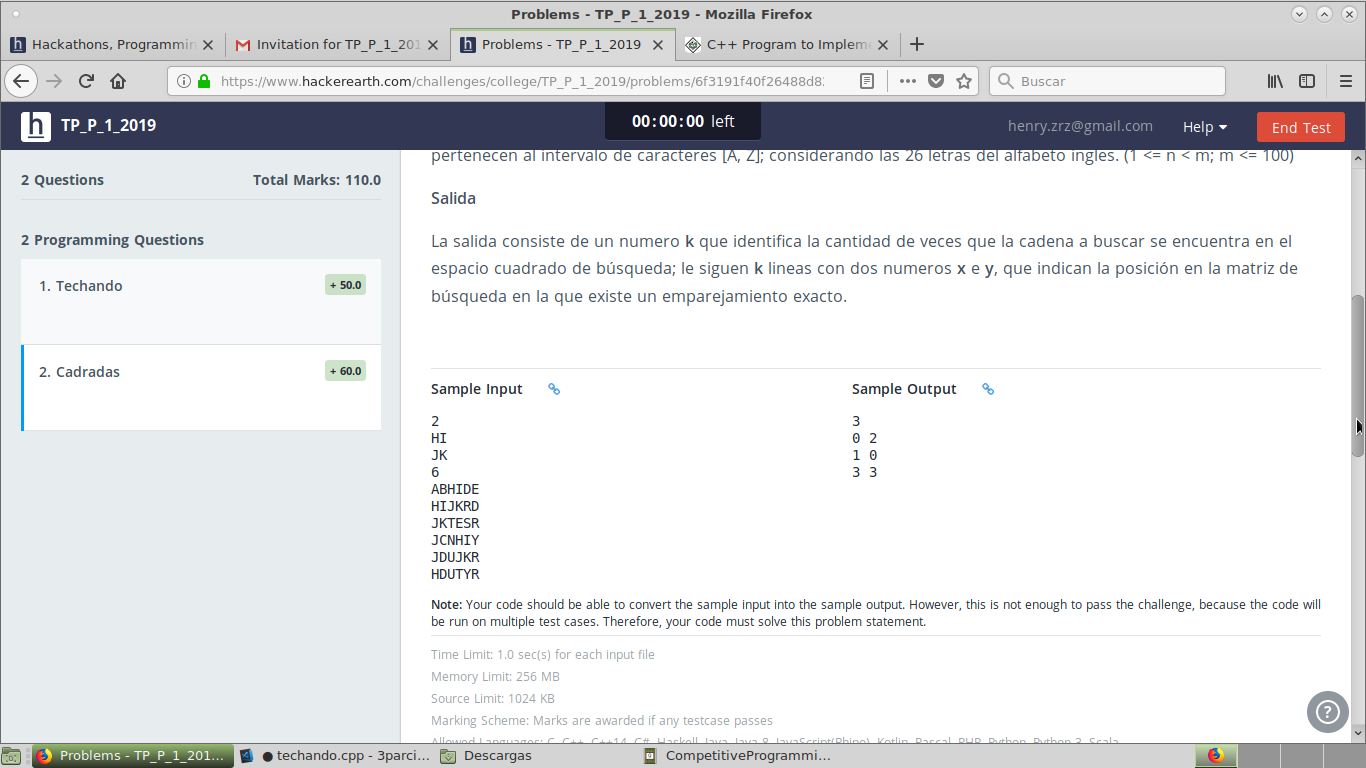 Problems - TP_P_1_2019 - Mozilla Firefox
Hackathons, Programmin
Invitation for TP_P_1_201
Problems - TP_P_1_2019
C++ Program to Implem
https://www.hackerearth.com/challenges/college/TP_P_1_2019/problems/6f3191f40f26488d8
Buscar
h TP_P_1_2019
00:00:00 left
henry.zrz@gmail.com
Help
End Test
2 Questions
Total Marks: 110.0
2 Programming Questions
1. Techando
+ 50.0
2. Cadradas
+ 60.0
pertenecen al intervalo de caracteres [A, Z]; considerando las 26 letras del alfabeto ingles. (1 <= n < m; m <= 100)
Salida
La salida consiste de un numero k que identifica la cantidad de veces que la cadena a buscar se encuentra en el
espacio cuadrado de búsqueda; le siguen k lineas con dos numeros x e y, que indican la posición en la matriz de
búsqueda en la que existe un emparejamiento exacto.
Sample Input
2
HI
JK
6
ABHIDE
HIJKRD
JKTESR
JCNHIY
JDUJKR
HDUTYR
Sample Output
3
0 2
1 0
3 3
Note: Your code should be able to convert the sample input into the sample output. However, this is not enough to pass the challenge, because the code will
be run on multiple test cases. Therefore, your code must solve this problem statement.
Time Limit: 1.0 sec(s) for each input file
Memory Limit: 256 MB
Source Limit: 1024 KB
Marking Scheme: Marks are awarded if any testcase passes
Allowed Languages: C, C++, C++14, C#, Haskell, Java, Java 8, JavaScript(Rhino), Kotlin, Pascal, PHP, Python, Python 3, Scala
?
Problems - TP_P_1_201...
● techando.cpp - 3parci...
Descargas
CompetitiveProgrammi...